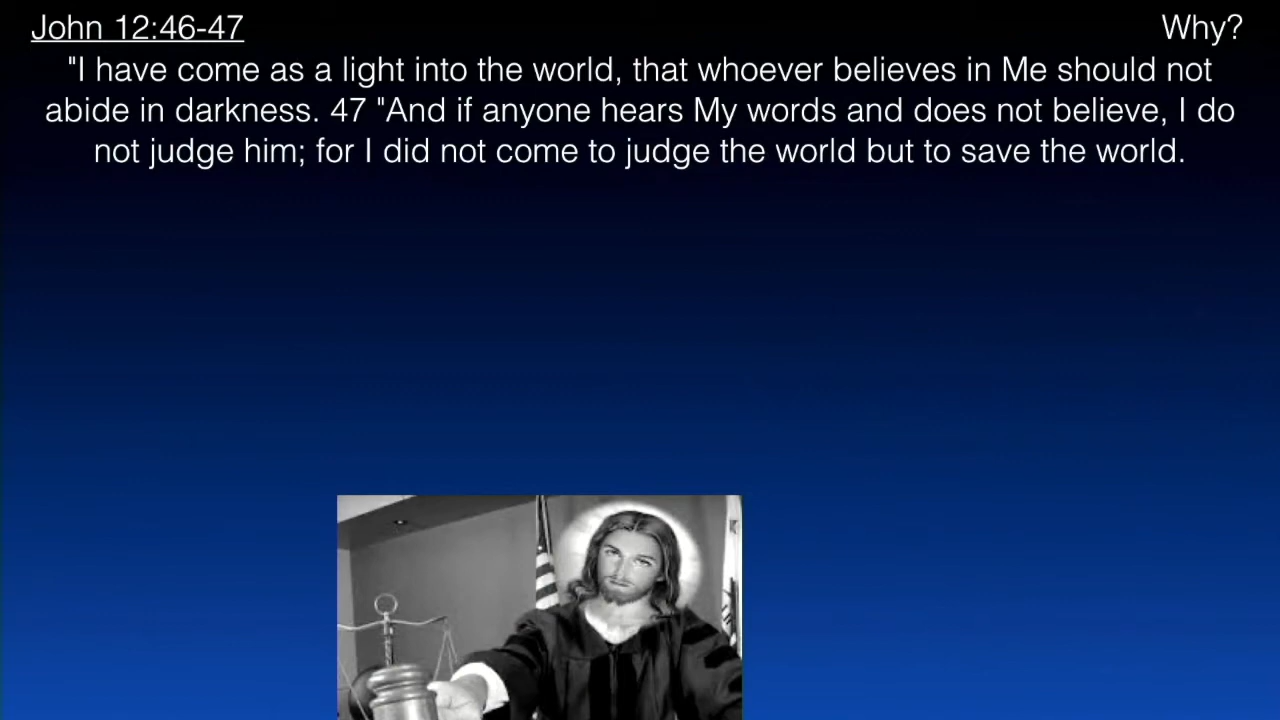 John 12:46-47 Why?
"I have come as a light into the world, that whoever believes in Me should not
abide in darkness. 47 "And if anyone hears My words and does not believe, I do
not judge him; for I did not come to judge the world but to save the world.